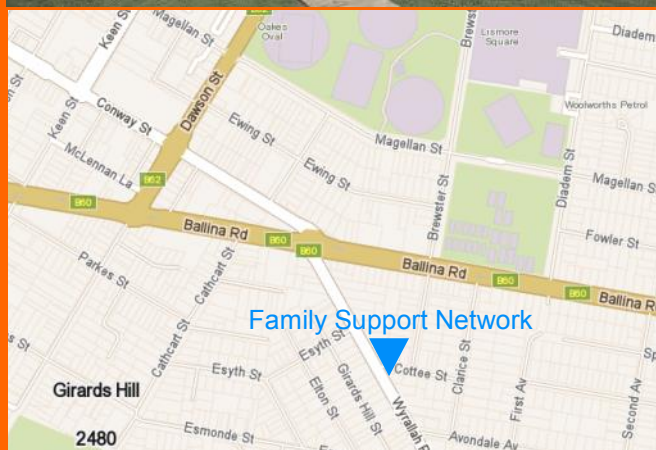 Oakes
Oval
Lismore
Square
Keen St
Magellan St
Diadem
Dawson St
Woolworths Petrol
Conway St
Keen St
Ewing St
Magellan St
McLennan La
Ewing St
B62
Brewster St
Diadem St
Magellan S
B60
Ballina Rd
B60
B60
Fowler St
Parkes St
Cathcart St
Ballina Rd
B60
B60
Ballina R
Family Support Network
Cathcart St
Esyth St
Esyth St
Cottee St
Clarice St
First Av
Second Av
Girards Hill
Elton St
Girards Hill St
Wyrallah
2480
Esmonde St
Avondale Av